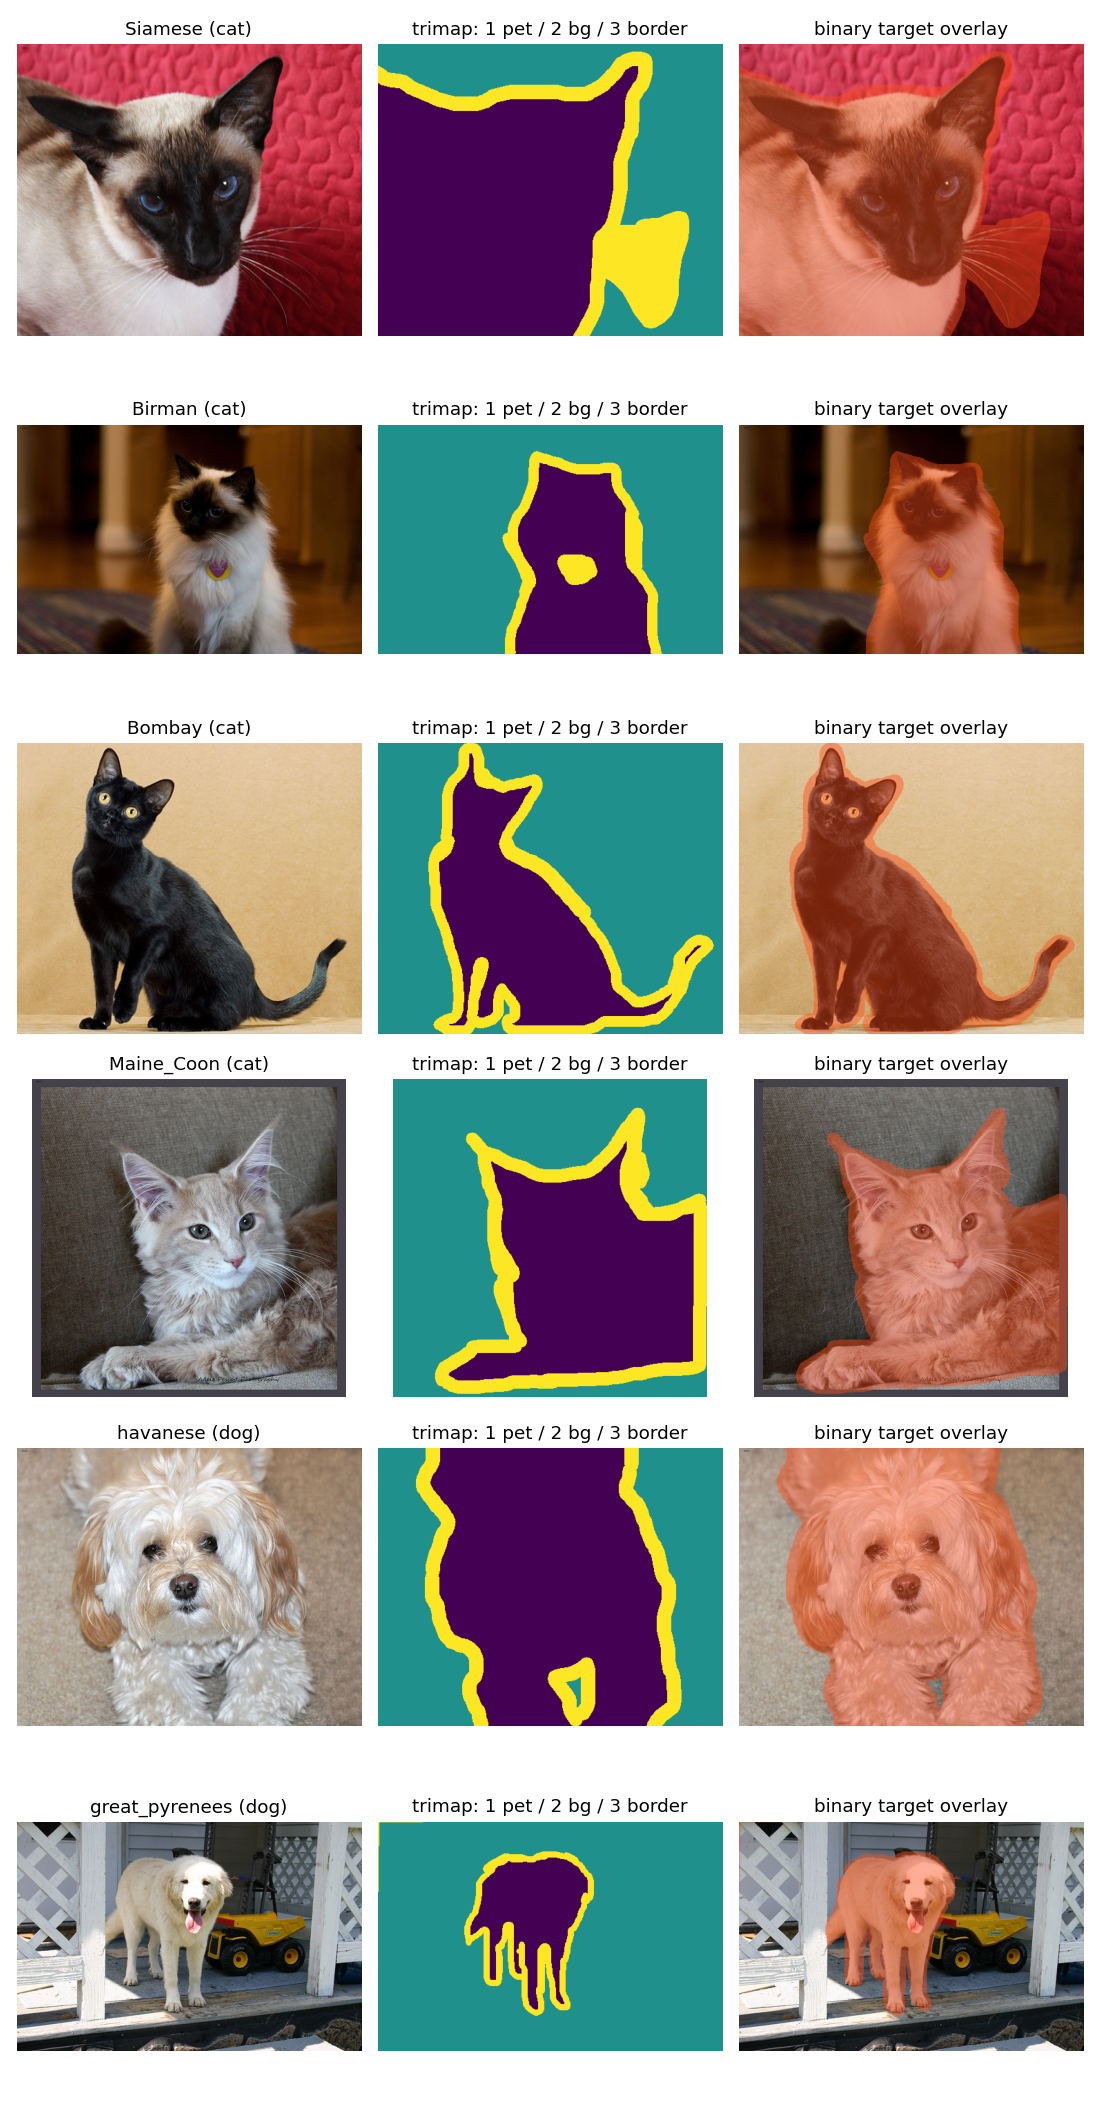 Siamese (cat) trimap: 1 pet / 2 bg / 3 border binary target overlay
Birman (cat) trimap: 1 pet / 2 bg / 3 border binary target overlay
Bombay (cat) trimap: 1 pet / 2 bg / 3 border binary target overlay
Maine_Coon (cat) trimap: 1 pet / 2 bg / 3 border binary target overlay
havanese (dog) trimap: 1 pet / 2 bg / 3 border binary target overlay
great_pyrenees (dog) trimap: 1 pet / 2 bg / 3 border binary target overlay